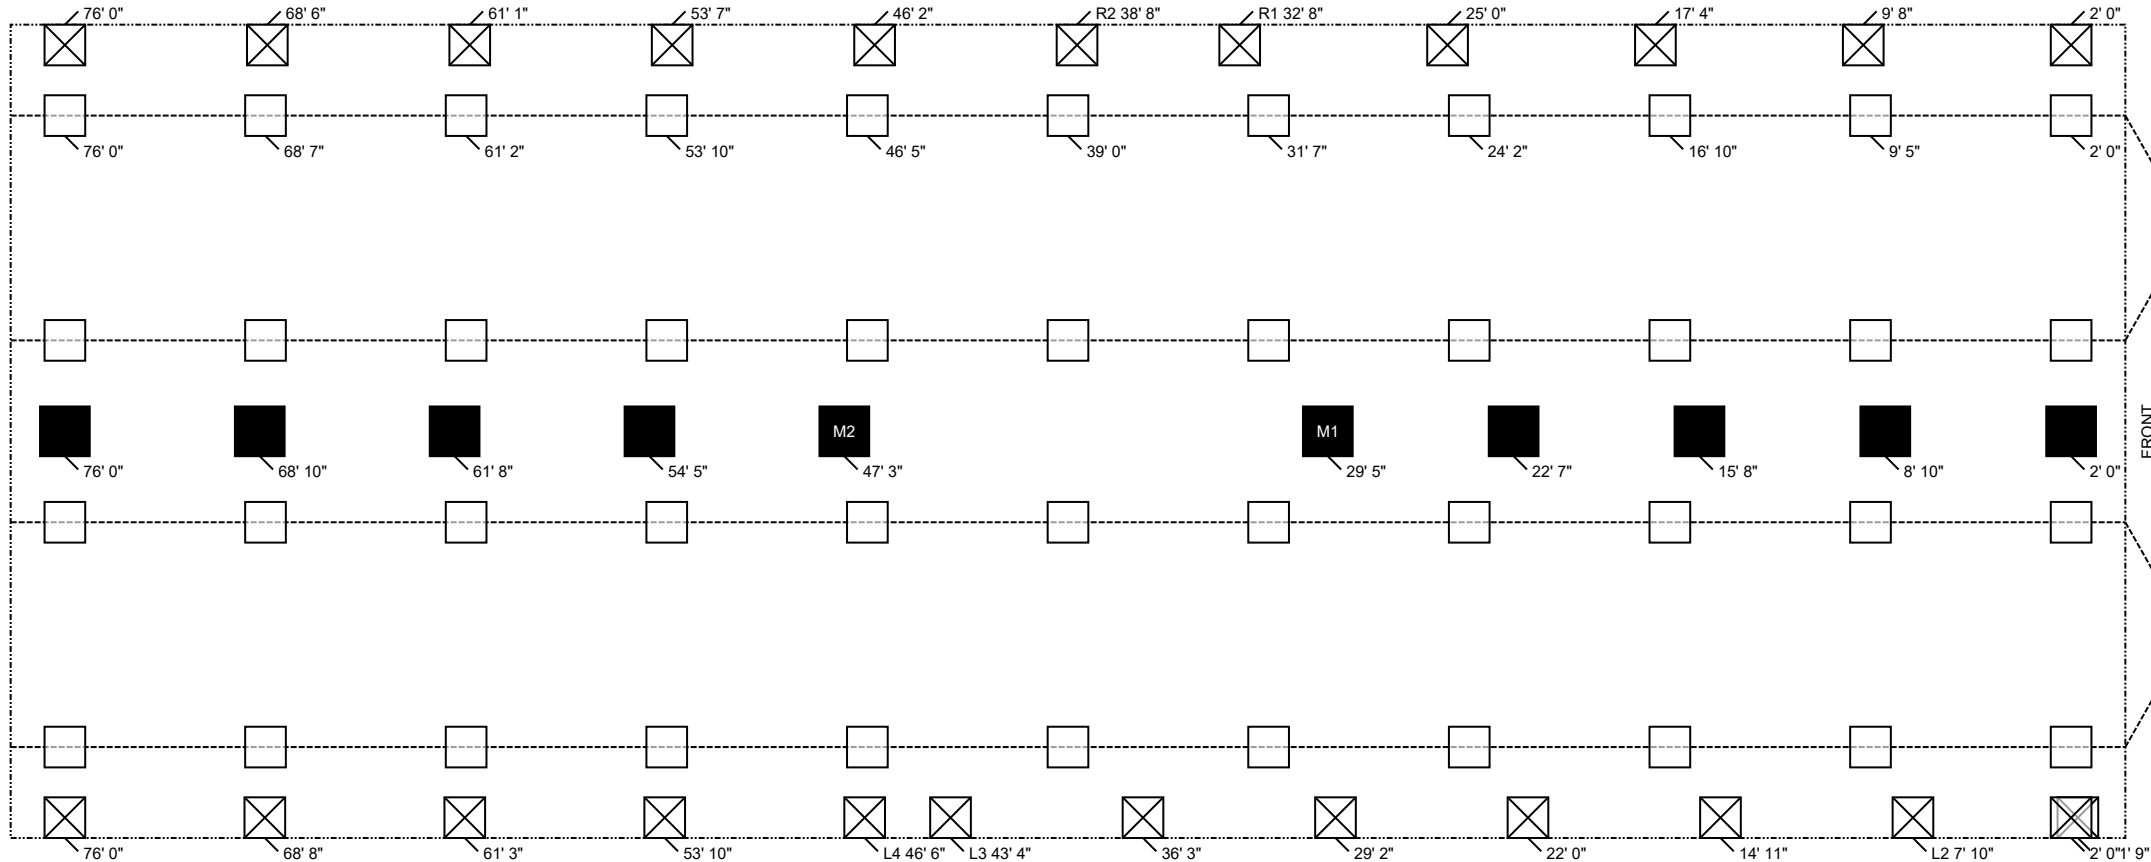 76' 0" 68' 6" 61' 1" 53' 7" 46' 2" R2 38' 8" R1 32' 8" 25' 0" 17' 4" 9' 8" 2' 0"
76' 0" 68' 7" 61' 2" 53' 10" 46' 5" 39' 0" 31' 7" 24' 2" 16' 10" 9' 5" 2' 0"
M2 M1
FRONT
76' 0" 68' 10" 61' 8" 54' 5" 47' 3" 29' 5" 22' 7" 15' 8" 8' 10" 2' 0"
76' 0" 68' 8" 61' 3" 53' 10" L4 46' 6" L3 43' 4" 36' 3" 29' 2" 22' 0" 14' 11" L2 7' 10" 2' 0" 1' 9"